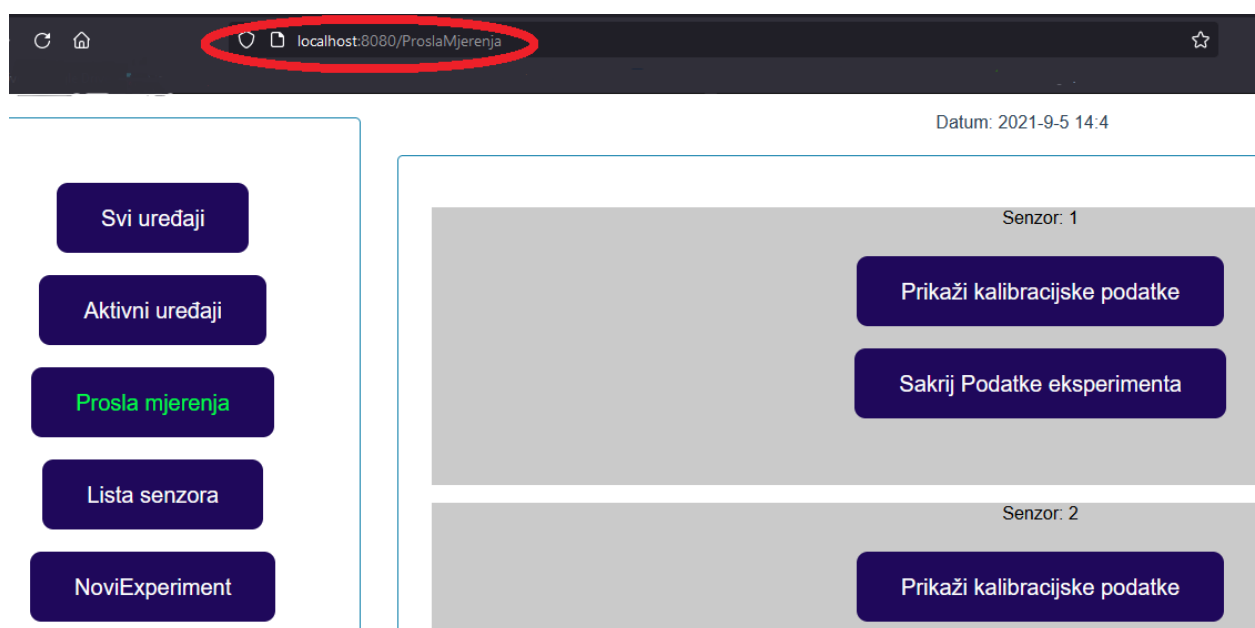 localhost:8080/ProslaMjerenja
Datum: 2021-9-5 14:4
Svi uređaji
Aktivni uređaji
Prosla mjerenja
Lista senzora
NoviExperiment
Senzor: 1
Prikaži kalibracijske podatke
Sakrij Podatke eksperimenta
Senzor: 2
Prikaži kalibracijske podatke